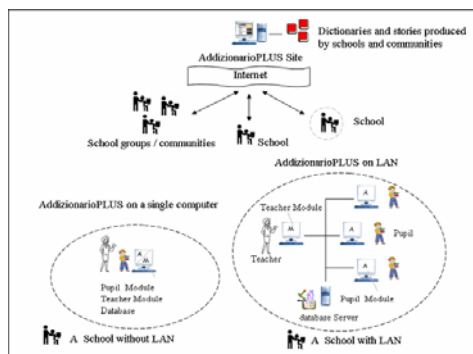 Dictionaries and stories produced
by schools and communities
AddizionarioPLUS Site
Internet
School groups / communities
School
School
AddizionarioPLUS on LAN
AddizionarioPLUS on a single computer
Teacher Module
A
M
A
A
A
Pupil
Teacher
A
M
Pupil Module
Teacher Module
Database
Pupil Module
database Server
A School without LAN
A School with LAN